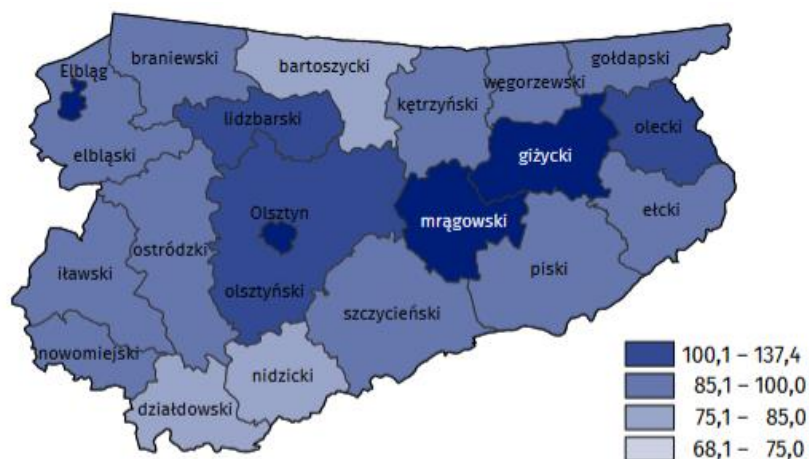 gołdapski
braniewski
Elbląg
bartoszycki
węgorzewski
kętrzyński
lidzbarski
olecki
elbląski
giżycki
Olsztyn
mrągowski
ełcki
ostródzki
iławski
piski
olsztyński
szczycieński
nowomiejski
nidzicki
działdowski
100,1 – 137,4
85,1 – 100,0
75,1 – 85,0
68,1 – 75,0